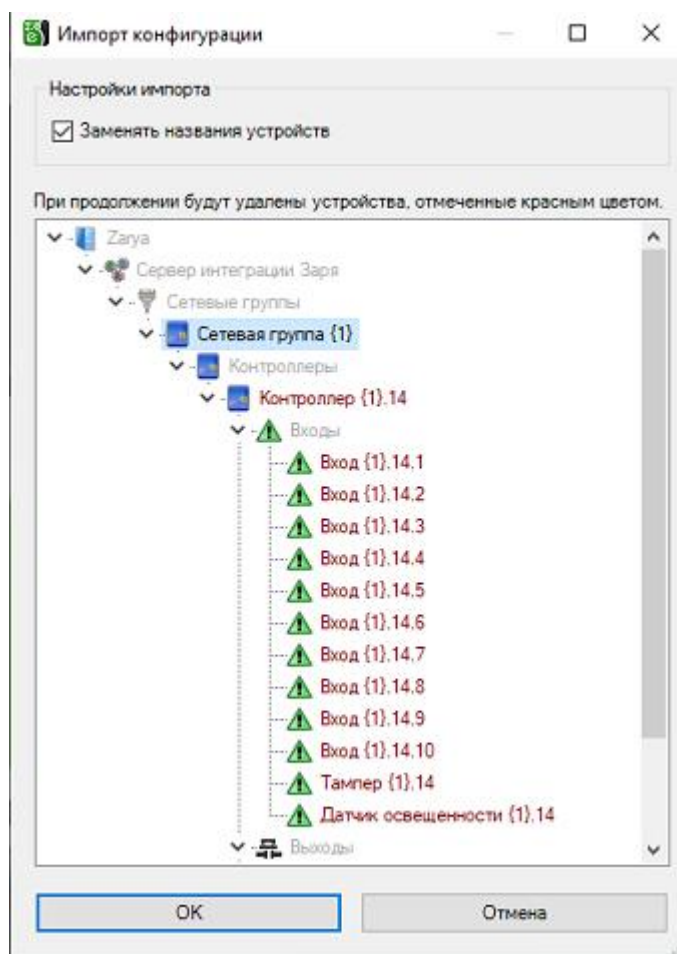 Импорт конфигурации
Настройки импорта
Заменять названия устройств
При продолжении будут удалены устройства, отмеченные красным цветом.
Zarya
Сервер интеграции Заря
Сетевые группы
Сетевая группа {1}
Контроллеры
Контроллер {1}.14
Входы
Вход {1}.14.1
Вход {1}.14.2
Вход {1}.14.3
Вход {1}.14.4
Вход {1}.14.5
Вход {1}.14.6
Вход {1}.14.7
Вход {1}.14.8
Вход {1}.14.9
Вход {1}.14.10
Тампер {1}.14
Датчик освещенности {1}.14
Выходы
OK Отмена